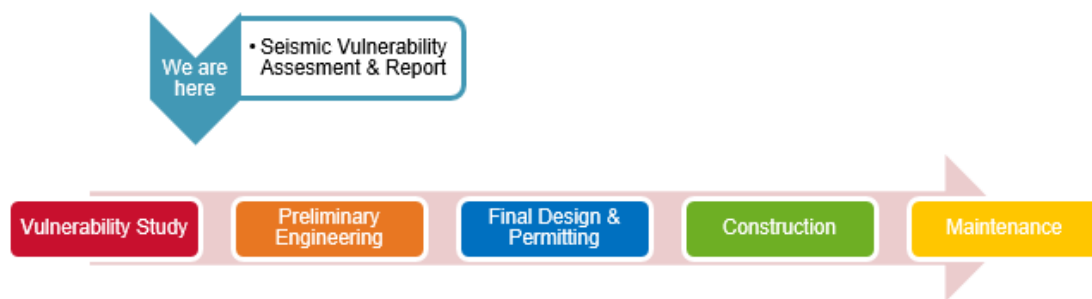 We are
here
• Seismic Vulnerability
Assesment & Report
Vulnerability Study
Preliminary
Engineering
Final Design &
Permitting
Construction
Maintenance